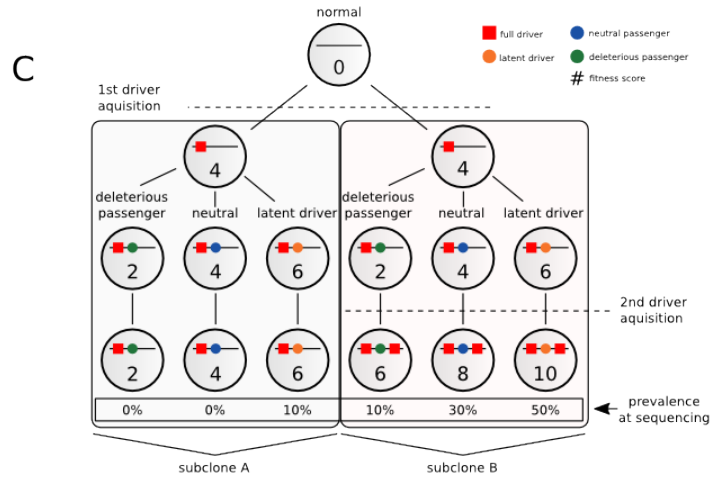 C
normal
0
full driver
neutral passenger
latent driver
deleterious passenger
# fitness score
1st driver
aquisition
4
4
deleterious
passenger
neutral
latent driver
deleterious
passenger
neutral
latent driver
2
4
6
2
4
6
2nd driver
aquisition
2
4
6
6
8
10
0%
0%
10%
10%
30%
50%
prevalence
at sequencing
subclone A
subclone B